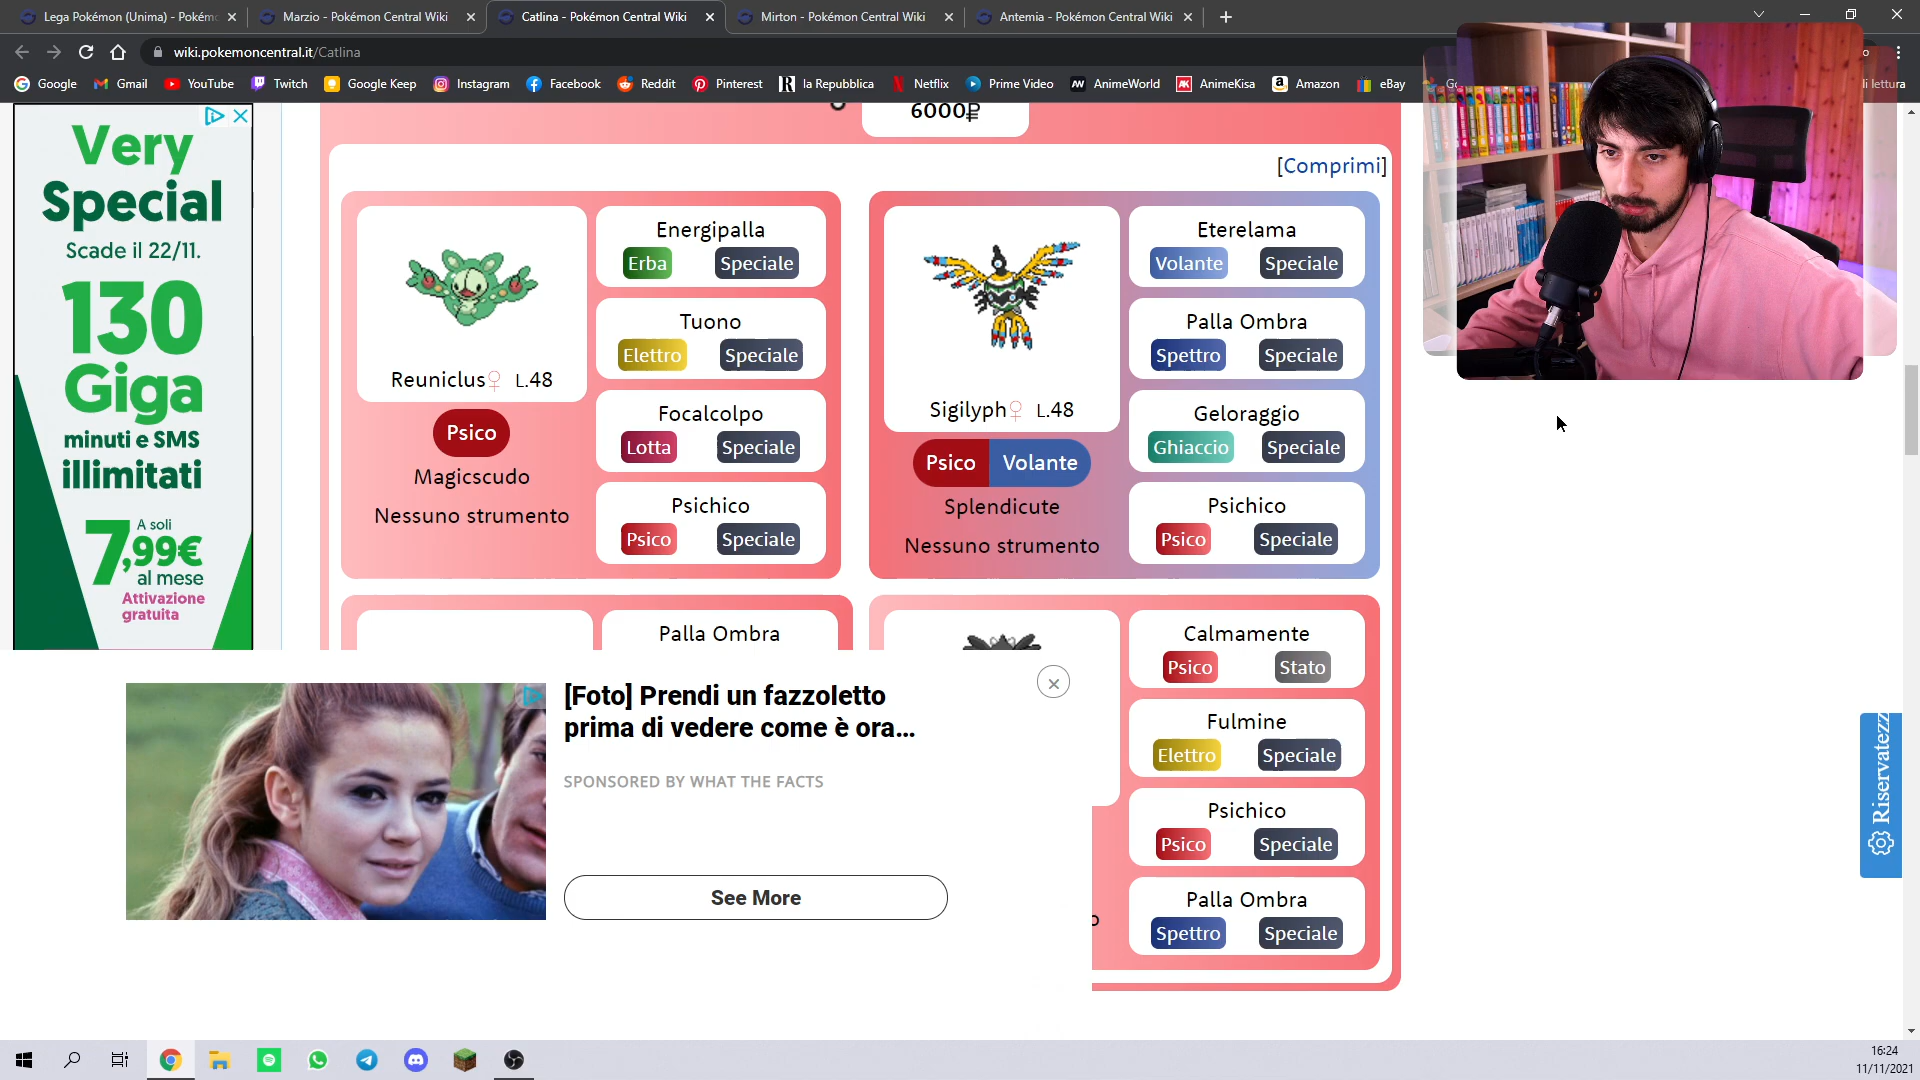 Lega Pokémon (Unima) - Pokém
Marzio - Pokémon Central Wiki
Catlina - Pokémon Central Wiki
Mirton - Pokémon Central Wiki
Antemia - Pokémon Central Wiki
wiki.pokemoncentral.it/Catlina
Google
Gmail
YouTube
Twitch
Google Keep
Instagram
Facebook
Reddit
Pinterest
la Repubblica
Netflix
Prime Video
AnimeWorld
AnimeKisa
Amazon
eBay
di lettura
Very
Special
Scade il 22/11.
130
Giga
minuti e SMS
illimitati
A soli
7,99€
al mese
Attivazione
gratuita
6000₽
[Comprimi]
Reuniclus♀ L.48
Psico
Magicscudo
Nessuno strumento
Energipalla
Erba Speciale
Tuono
Elettro Speciale
Focalcolpo
Lotta Speciale
Psichico
Psico Speciale
Sigilyph♀ L.48
Psico Volante
Splendicute
Nessuno strumento
Eterelama
Volante Speciale
Palla Ombra
Spettro Speciale
Geloraggio
Ghiaccio Speciale
Psichico
Psico Speciale
Palla Ombra
Calmamente
Psico Stato
Fulmine
Elettro Speciale
Psichico
Psico Speciale
Palla Ombra
Spettro Speciale
[Foto] Prendi un fazzoletto
prima di vedere come è ora...
SPONSORED BY WHAT THE FACTS
See More
Riservatezz
16:24
11/11/2021